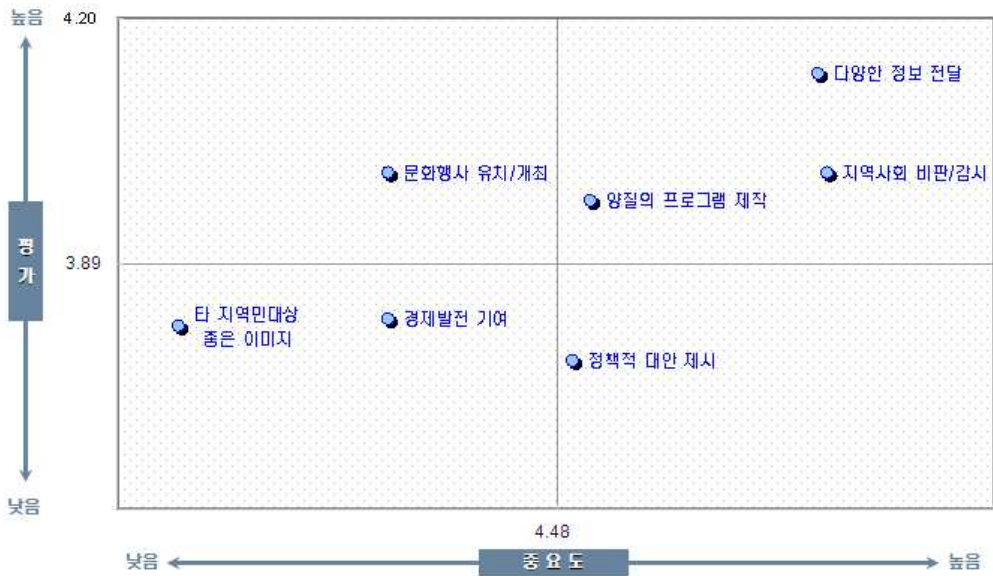 높음
4.20
다양한 정보 전달
문화행사 유치/개최
지역사회 비판/감시
양질의 프로그램 제작
평
가
3.89
타 지역민대상
좋은 이미지
경제발전 기여
정책적 대안 제시
낮음
4.48
낮음
중요도
높음